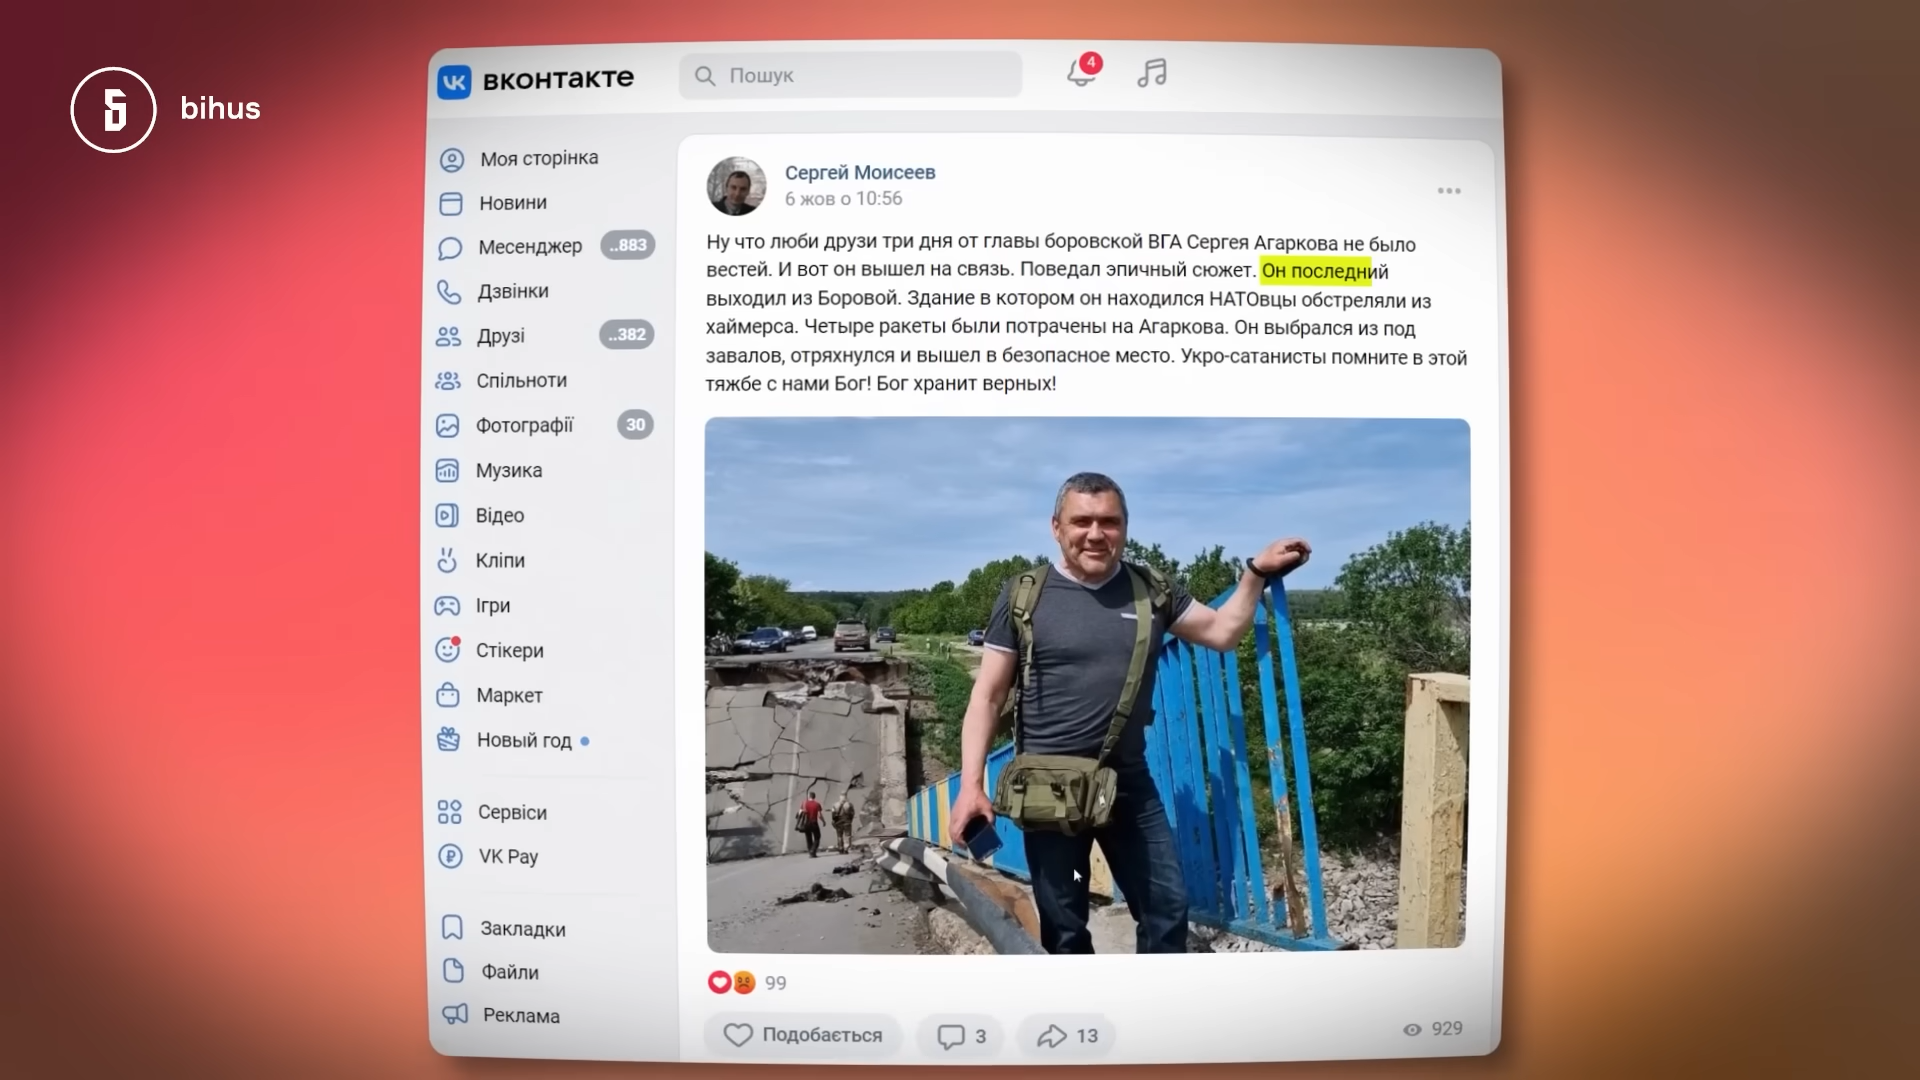 bihus
вконтакте
Пошук
4
Моя сторінка
Новини
Месенджер ..883
Дзвінки
Друзі ..382
Спільноти
Фотографії 30
Музика
Відео
Кліпи
Ігри
Стікери
Маркет
Новый год
Сервіси
VK Pay
Закладки
Файли
Реклама
Сергей Моисеев
6 жов о 10:56
Ну что люби друзи три дня от главы боровской ВГА Сергея Агаркова не было
вестей. И вот он вышел на связь. Поведал эпичный сюжет. Он последний
выходил из Боровой. Здание в котором он находился НАТОвцы обстреляли из
хаймерса. Четыре ракеты были потрачены на Агаркова. Он выбрался из под
завалов, отряхнулся и вышел в безопасное место. Укро-сатанисты помните в этой
тяжбе с нами Бог! Бог хранит верных!
99
Подобається 3 13
929